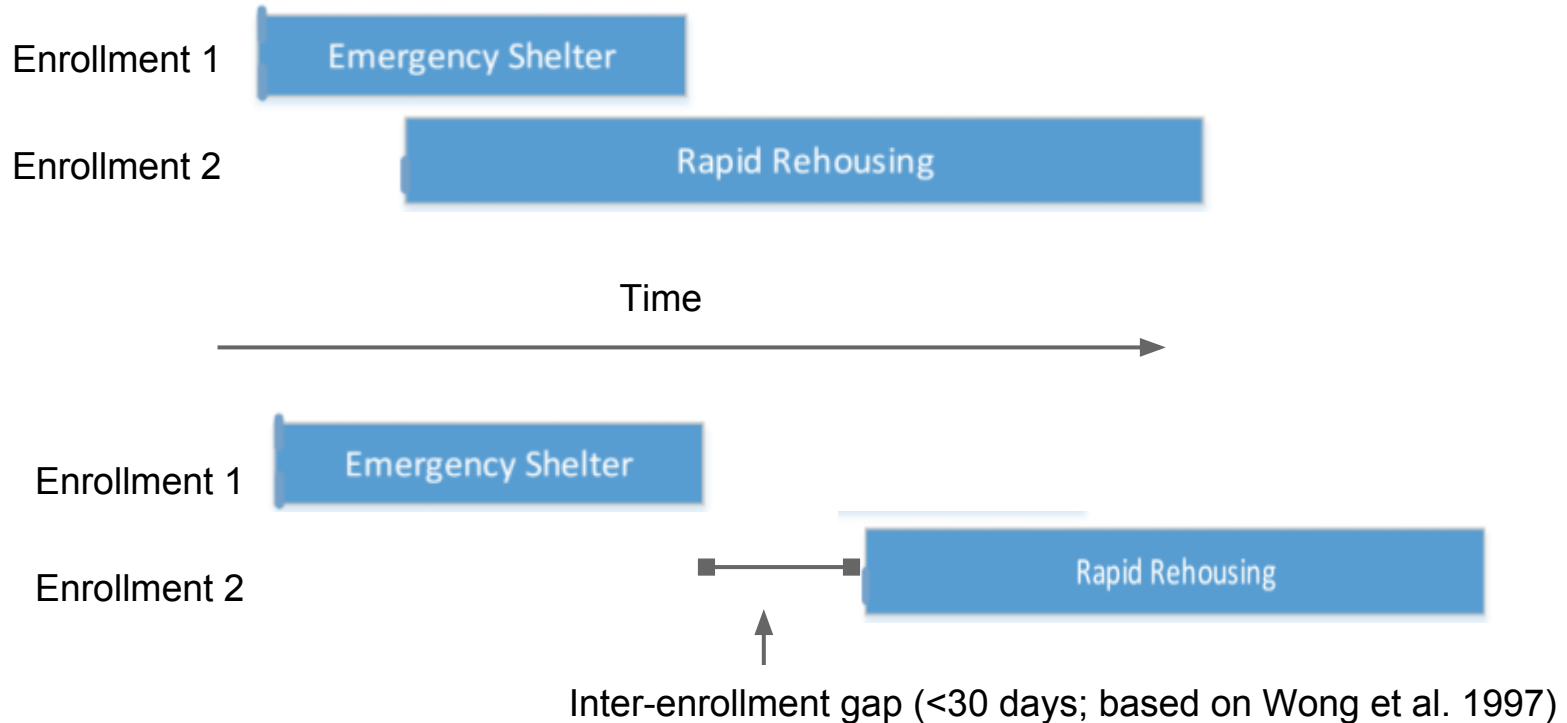 Enrollment 1
Emergency Shelter
Enrollment 2
Rapid Rehousing
Time
Enrollment 1
Emergency Shelter
Enrollment 2
Rapid Rehousing
Inter-enrollment gap (<30 days; based on Wong et al. 1997)